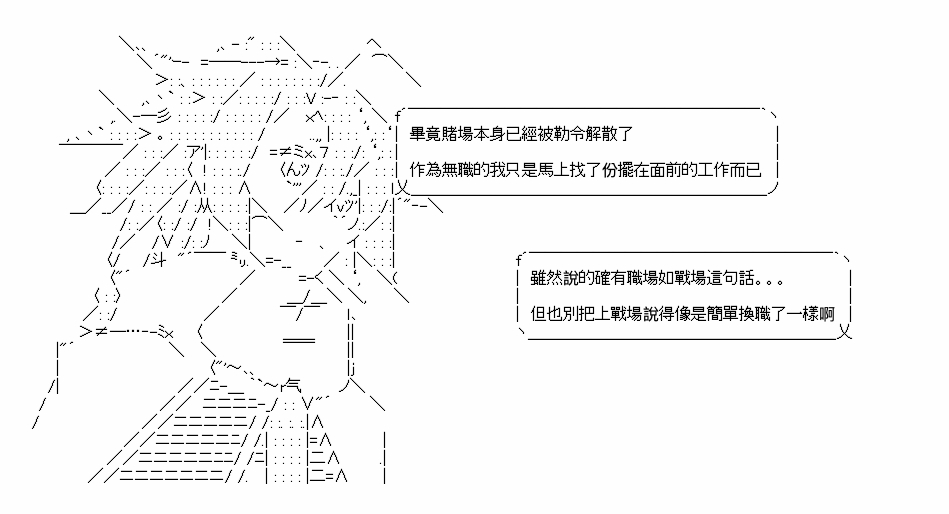 畢竟賭場本身已經被勒令解散了
作為無職的我只是馬上找了份擺在面前的工作而已
雖然說的確有職場如戰場這句話。。。
但也別把上戰場說得像是簡單換職了一樣啊